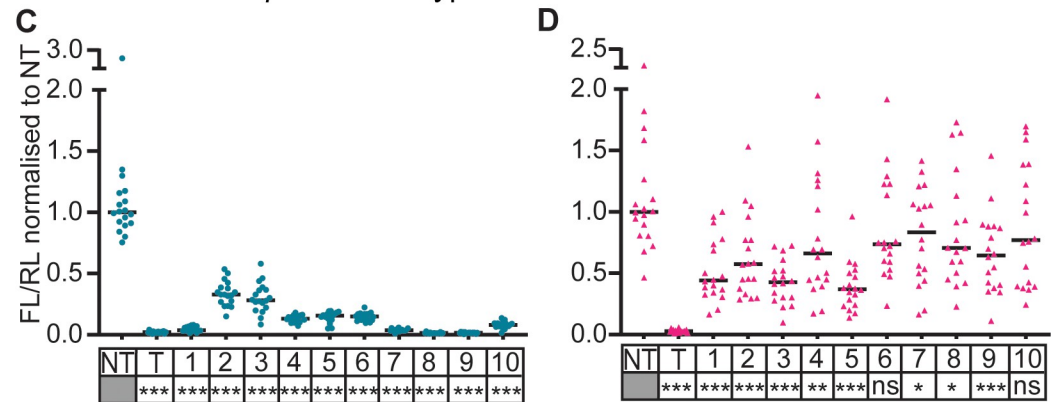 C
FL/RL normalised to NT
3.0
2.0
1.5
1.0
0.5
0.0
NT T 1 2 3 4 5 6 7 8 9 10
*** *** *** *** *** *** *** *** *** *** ***
D
2.5
2.0
1.5
1.0
0.5
0.0
NT T 1 2 3 4 5 6 7 8 9 10
*** *** *** *** ** *** ns * * *** ns